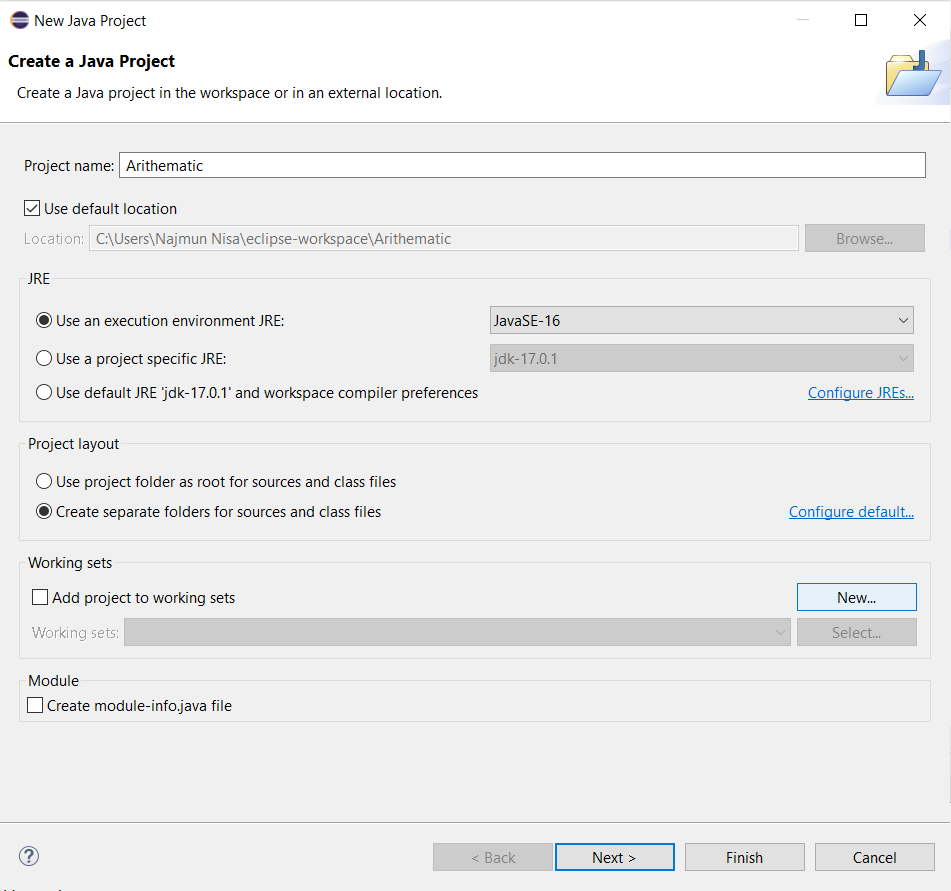 New Java Project
Create a Java Project
Create a Java project in the workspace or in an external location.
Project name: Arithematic
Use default location
Location: C:\Users\Najmun Nisa\eclipse-workspace\Arithematic Browse...
JRE
Use an execution environment JRE: JavaSE-16
Use a project specific JRE: jdk-17.0.1
Use default JRE 'jdk-17.0.1' and workspace compiler preferences Configure JREs...
Project layout
Use project folder as root for sources and class files
Create separate folders for sources and class files Configure default...
Working sets
Add project to working sets New...
Working sets: Select...
Module
Create module-info.java file
? < Back Next > Finish Cancel